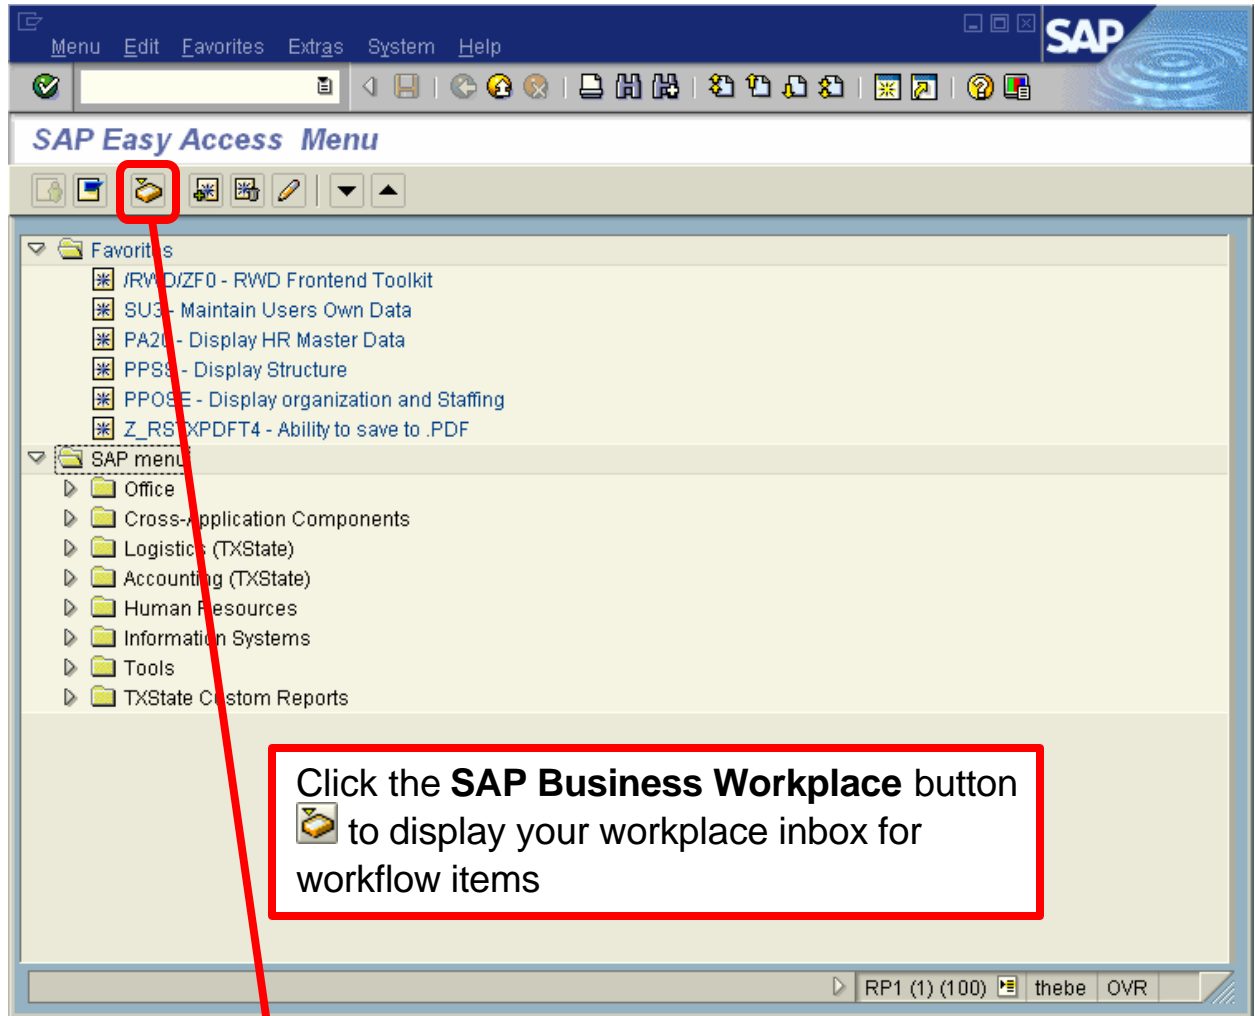 Menu Edit Favorites Extras System Help
SAP
SAP Easy Access Menu
Favorites
/RWD/ZF0 - RWD Frontend Toolkit
SU3 - Maintain Users Own Data
PA20 - Display HR Master Data
PPSS - Display Structure
PPOSE - Display organization and Staffing
Z_RSTXPDFT4 - Ability to save to .PDF
SAP menu
Office
Cross-Application Components
Logistics (TXState)
Accounting (TXState)
Human Resources
Information Systems
Tools
TXState Custom Reports
Click the SAP Business Workplace button
to display your workplace inbox for
workflow items
RP1 (1) (100) thebe OVR